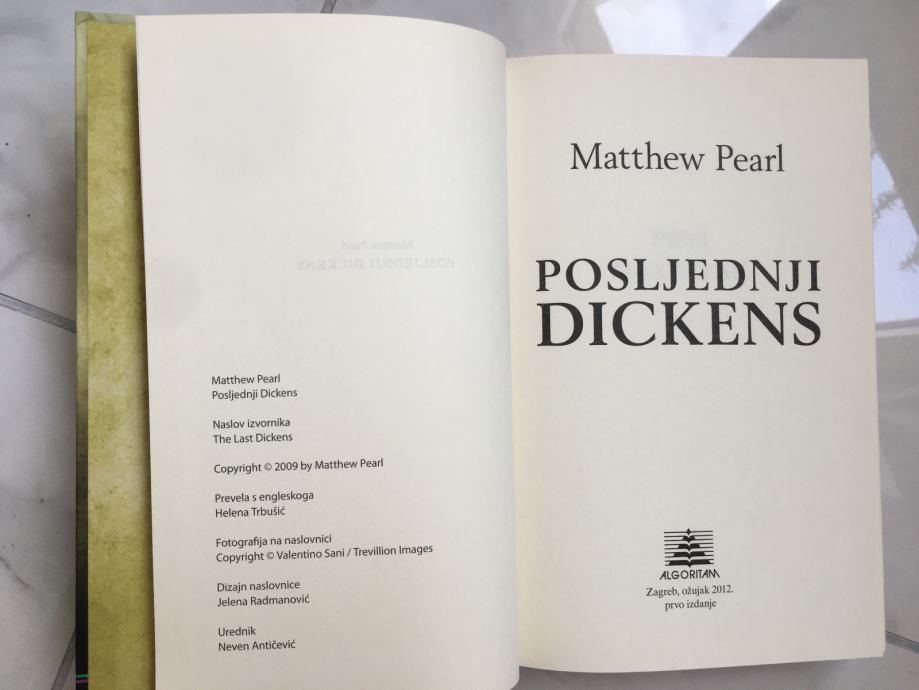 Matthew Pearl
Posljednji Dickens
Naslov izvornika
The Last Dickens
Copyright © 2009 by Matthew Pearl
Prevela s engleskoga
Helena Trbušić
Fotografija na naslovnici
Copyright © Valentino Sani / Trevillion Images
Dizajn naslovnice
Jelena Radmanović
Urednik
Neven Antičević
Matthew Pearl
POSLJEDNJI
DICKENS
ALGORITAM
Zagreb, ožujak 2012.
prvo izdanje